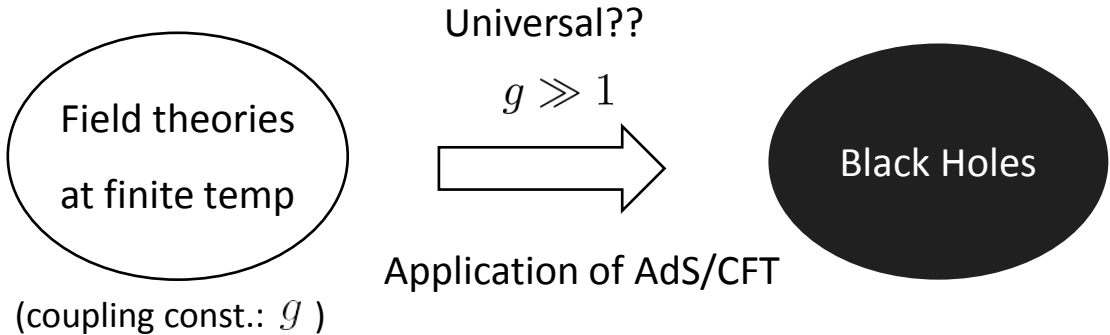 Universal??
g ≫ 1
Field theories
at finite temp
Black Holes
Application of AdS/CFT
(coupling const.: g )